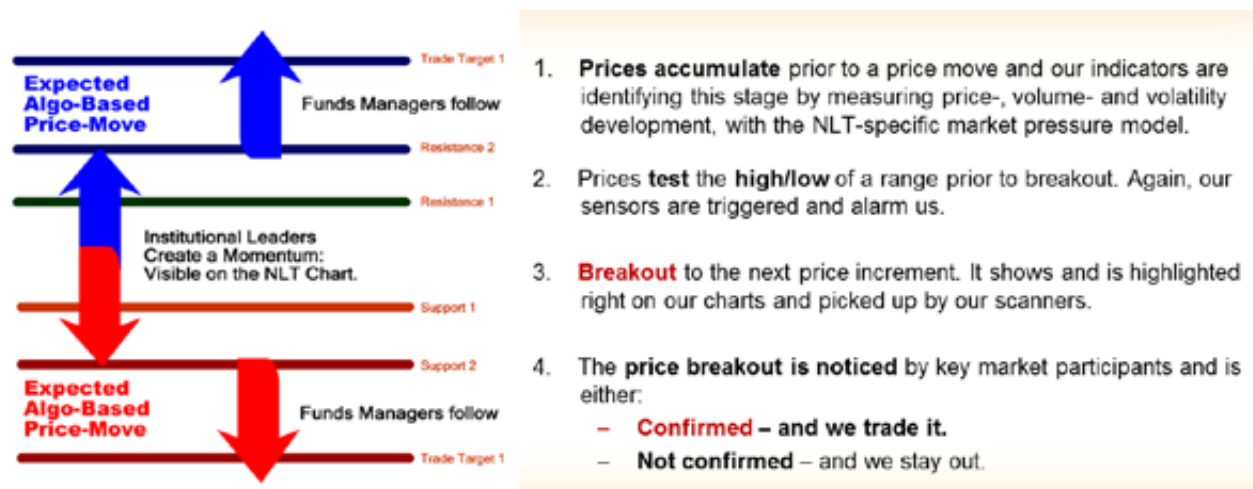 Trade Target 1
Expected
Algo-Based
Price-Move
Funds Managers follow
Resistance 2
Resistance 1
Institutional Leaders
Create a Momentum:
Visible on the NLT Chart.
Support 1
Support 2
Expected
Algo-Based
Price-Move
Funds Managers follow
Trade Target 1
1. Prices accumulate prior to a price move and our indicators are
identifying this stage by measuring price-, volume- and volatility
development, with the NLT-specific market pressure model.
2. Prices test the high/low of a range prior to breakout. Again, our
sensors are triggered and alarm us.
3. Breakout to the next price increment. It shows and is highlighted
right on our charts and picked up by our scanners.
4. The price breakout is noticed by key market participants and is
either:
– Confirmed – and we trade it.
– Not confirmed – and we stay out.